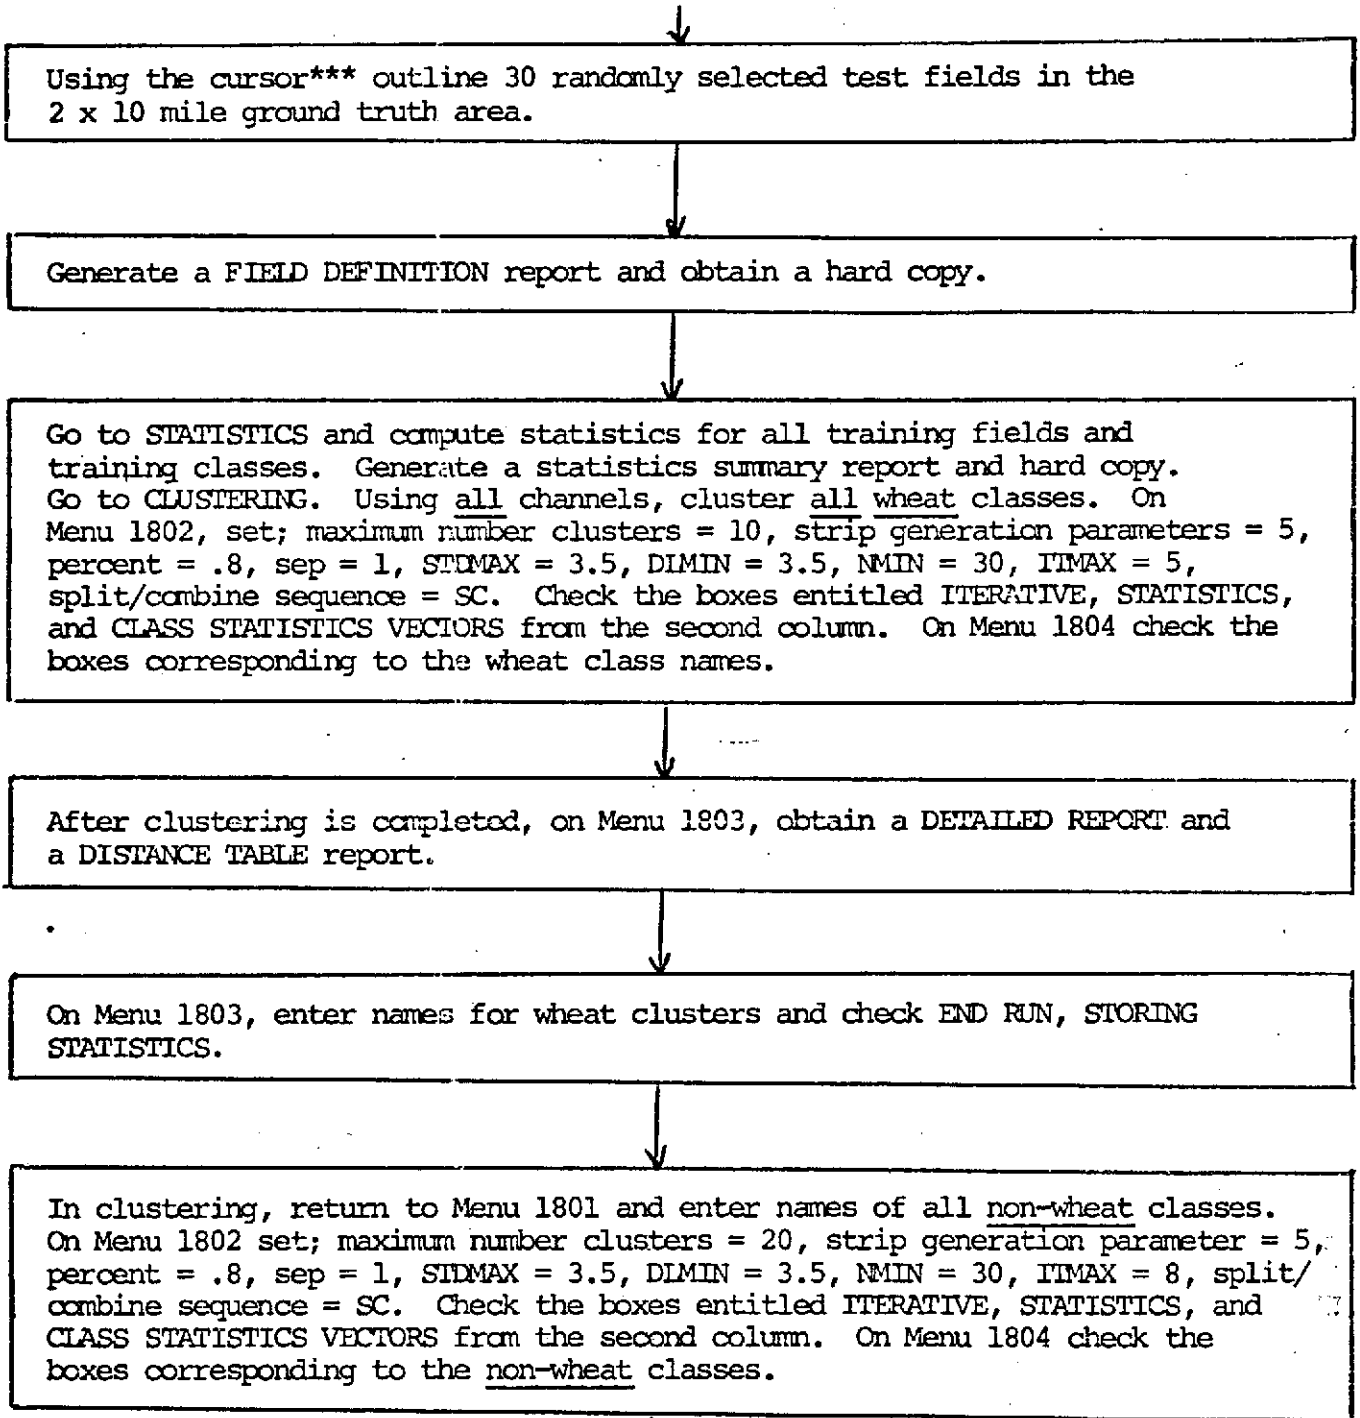 Using the cursor*** outline 30 randomly selected test fields in the
2 x 10 mile ground truth area.
Generate a FIELD DEFINITION report and obtain a hard copy.
Go to STATISTICS and compute statistics for all training fields and
training classes. Generate a statistics summary report and hard copy.
Go to CLUSTERING. Using all channels, cluster all wheat classes. On
Menu 1802, set; maximum number clusters = 10, strip generation parameters = 5,
percent = .8, sep = 1, STDMAX = 3.5, DIMIN = 3.5, NMIN = 30, ITMAX = 5,
split/combine sequence = SC. Check the boxes entitled ITERATIVE, STATISTICS,
and CLASS STATISTICS VECTORS from the second column. On Menu 1804 check the
boxes corresponding to the wheat class names.
After clustering is completed, on Menu 1803, obtain a DETAILED REPORT and
a DISTANCE TABLE report.
On Menu 1803, enter names for wheat clusters and check END RUN, STORING
STATISTICS.
In clustering, return to Menu 1801 and enter names of all non-wheat classes.
On Menu 1802 set; maximum number clusters = 20, strip generation parameter = 5,
percent = .8, sep = 1, STDMAX = 3.5, DIMIN = 3.5, NMIN = 30, ITMAX = 8, split/
combine sequence = SC. Check the boxes entitled ITERATIVE, STATISTICS, and
CLASS STATISTICS VECTORS from the second column. On Menu 1804 check the
boxes corresponding to the non-wheat classes.